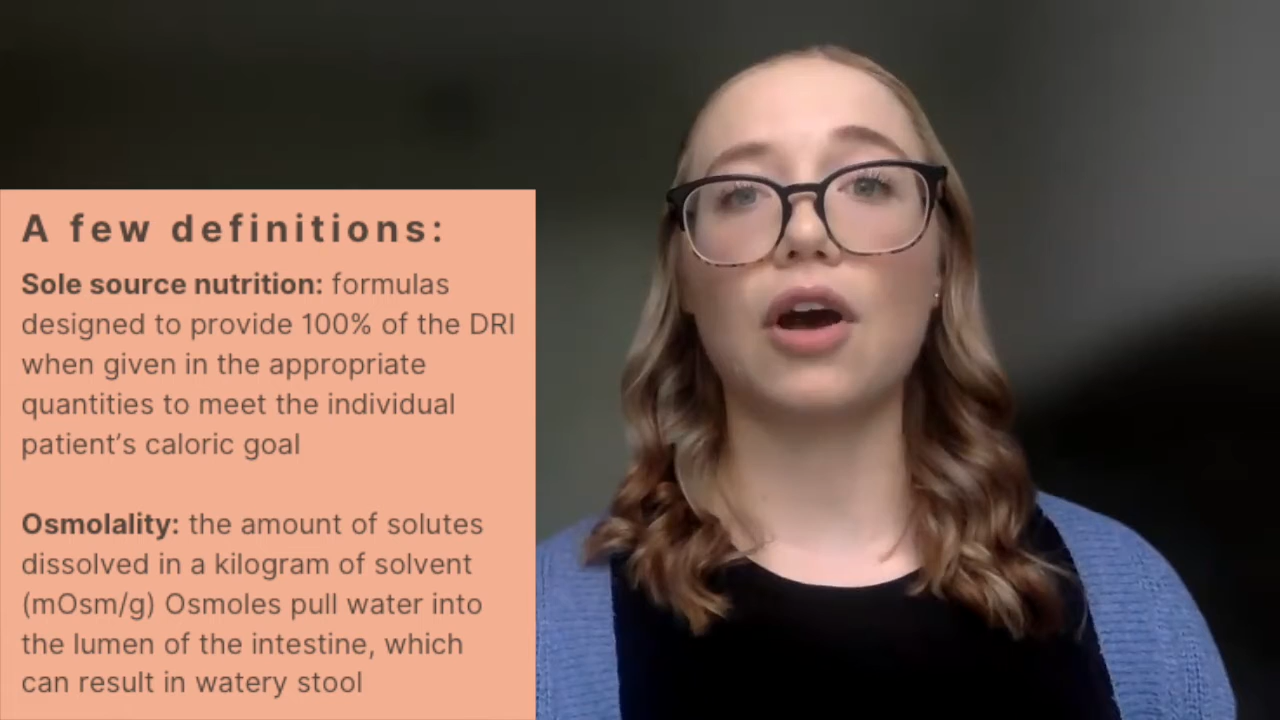 A few definitions:
Sole source nutrition: formulas
designed to provide 100% of the DRI
when given in the appropriate
quantities to meet the individual
patient's caloric goal
Osmolality: the amount of solutes
dissolved in a kilogram of solvent
(mOsm/g) Osmoles pull water into
the lumen of the intestine, which
can result in watery stool